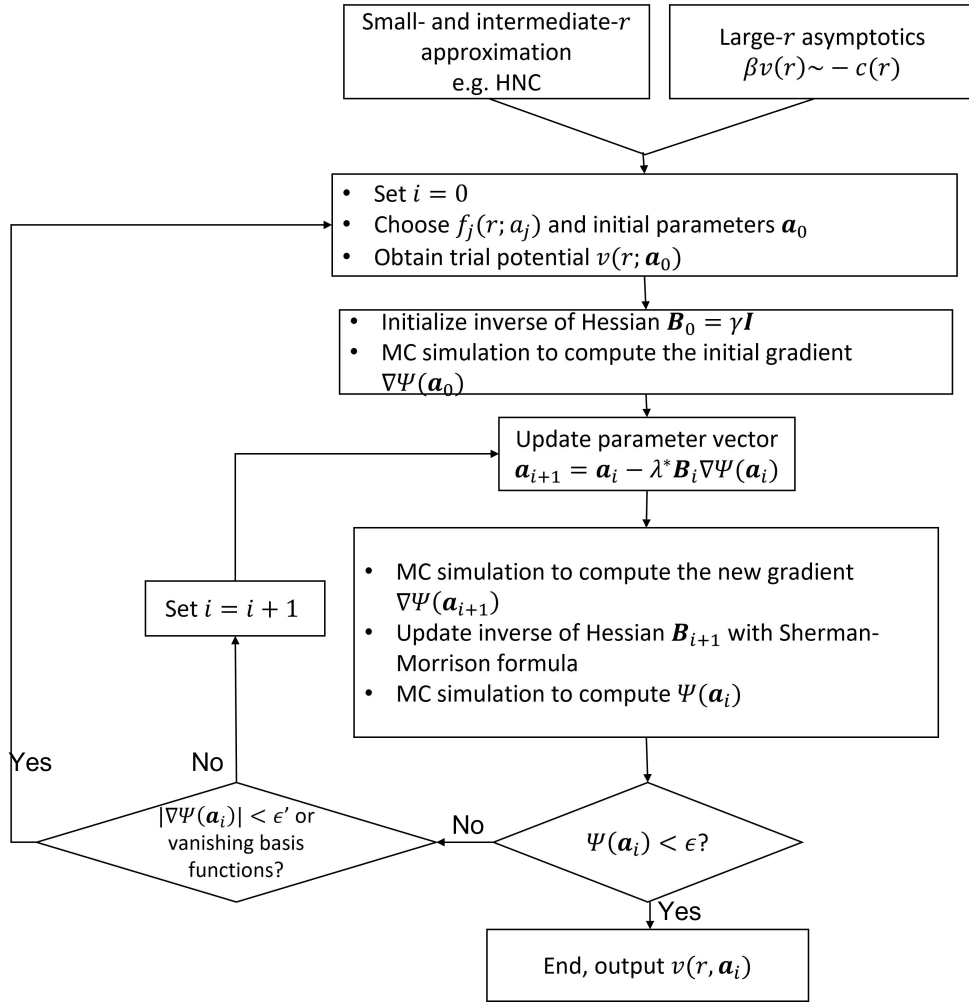 Small- and intermediate-r
approximation
e.g. HNC
Large-r asymptotics
βv(r)~ − c(r)
• Set i = 0
• Choose f_j(r; a_j) and initial parameters a_0
• Obtain trial potential v(r; a_0)
• Initialize inverse of Hessian B_0 = γI
• MC simulation to compute the initial gradient
∇Ψ(a_0)
Update parameter vector
a_{i+1} = a_i − λ* B_i ∇Ψ(a_i)
• MC simulation to compute the new gradient
∇Ψ(a_{i+1})
• Update inverse of Hessian B_{i+1} with Sherman-
Morrison formula
• MC simulation to compute Ψ(a_i)
Set i = i + 1
Yes
No
|∇Ψ(a_i)| < ϵ' or
vanishing basis
functions?
No
Ψ(a_i) < ϵ?
Yes
End, output v(r, a_i)